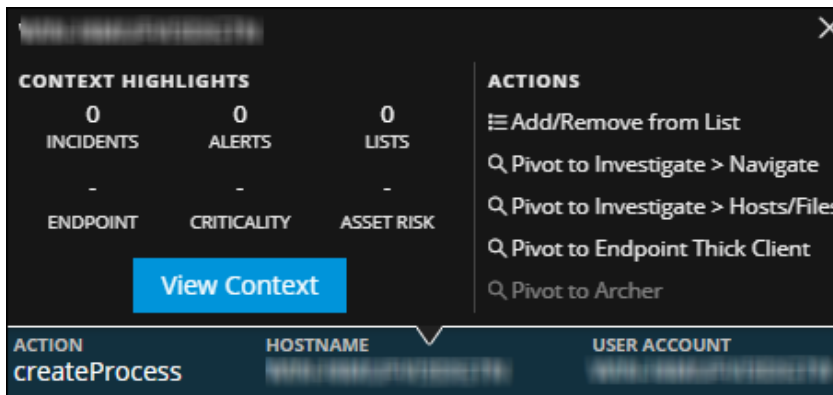 CONTEXT HIGHLIGHTS
0 0 0
INCIDENTS ALERTS LISTS
- - -
ENDPOINT CRITICALITY ASSET RISK
View Context
ACTIONS
Add/Remove from List
Pivot to Investigate > Navigate
Pivot to Investigate > Hosts/Files
Pivot to Endpoint Thick Client
Pivot to Archer
ACTION HOSTNAME USER ACCOUNT
createProcess